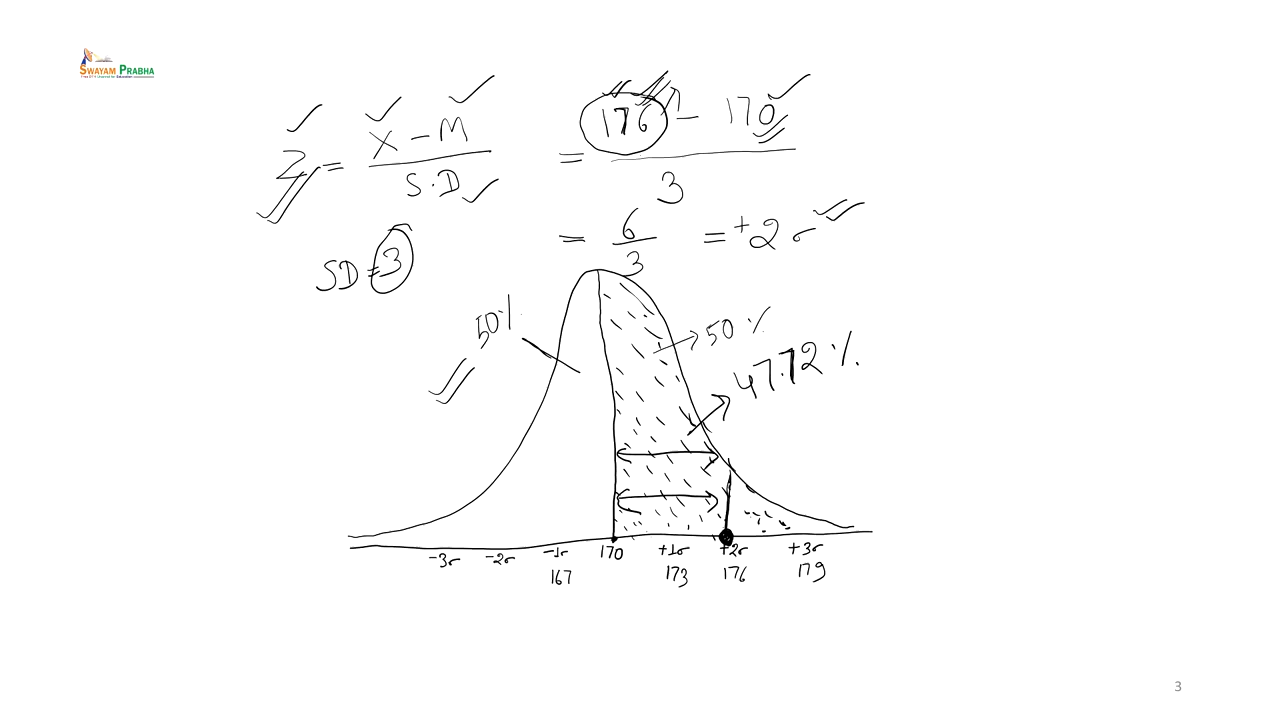 SWAYAM PRABHA
Z = X - M / S.D = 176 - 170 / 3
SD = 3
= 6 / 3 = +2σ
50%
50%
47.72%
-3σ -2σ -1σ 170 +1σ +2σ +3σ
167 173 176 179
3